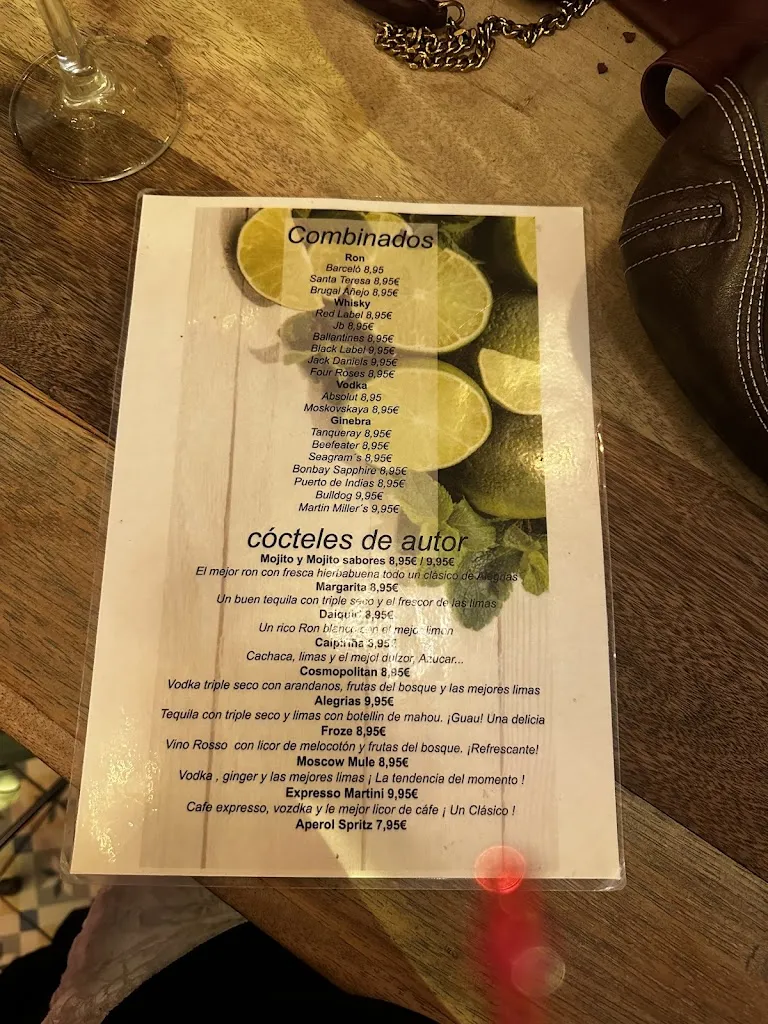 Combinados
Ron
Barceló 8,95
Santa Teresa 8,95€
Brugal Añejo 8,95€
Whisky
Red Label 8,95€
Jb 8,95€
Ballantines 8,95€
Black Label 9,95€
Jack Daniels 9,95€
Four Roses 8,95€
Vodka
Absolut 8,95
Moskovskaya 8,95€
Ginebra
Tanqueray 8,95€
Beefeater 8,95€
Seagram´s 8,95€
Bonbay Sapphire 8,95€
Puerto de Indias 8,95€
Bulldog 9,95€
Martin Miller´s 9,95€
cócteles de autor
Mojito y Mojito sabores 8,95€ / 9,95€
El mejor ron con fresca hierbabuena todo un clásico de Alegrias
Margarita 8,95€
Un buen tequila con triple seco y el frescor de las limas
Daiquiri 8,95€
Un rico Ron blanco con el mejor limón
Caipiriña 8,95€
Cachaca, limas y el mejol dulzor, Azucar...
Cosmopolitan 8,95€
Vodka triple seco con arandanos, frutas del bosque y las mejores limas
Alegrias 9,95€
Tequila con triple seco y limas con botellin de mahou. ¡Guau! Una delicia
Froze 8,95€
Vino Rosso con licor de melocotón y frutas del bosque. ¡Refrescante!
Moscow Mule 8,95€
Vodka , ginger y las mejores limas ¡ La tendencia del momento !
Expresso Martini 9,95€
Cafe expresso, vozdka y le mejor licor de cáfe ¡ Un Clásico !
Aperol Spritz 7,95€